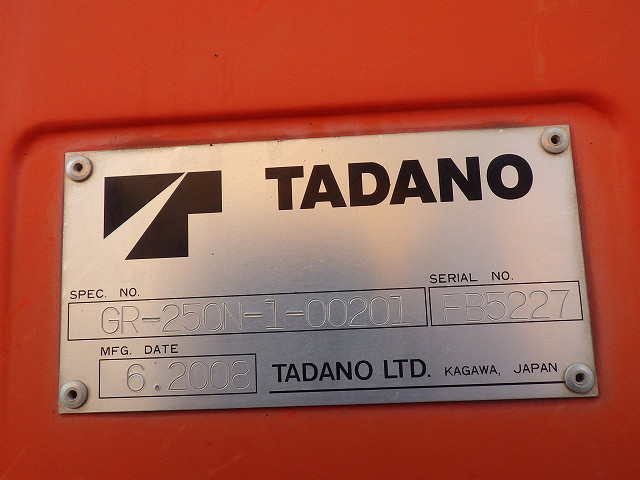 TADANO
SPEC. NO.
SERIAL NO.
GR-250N-1-00201
FB5227
MFG. DATE
6.2008
TADANO LTD. KAGAWA, JAPAN